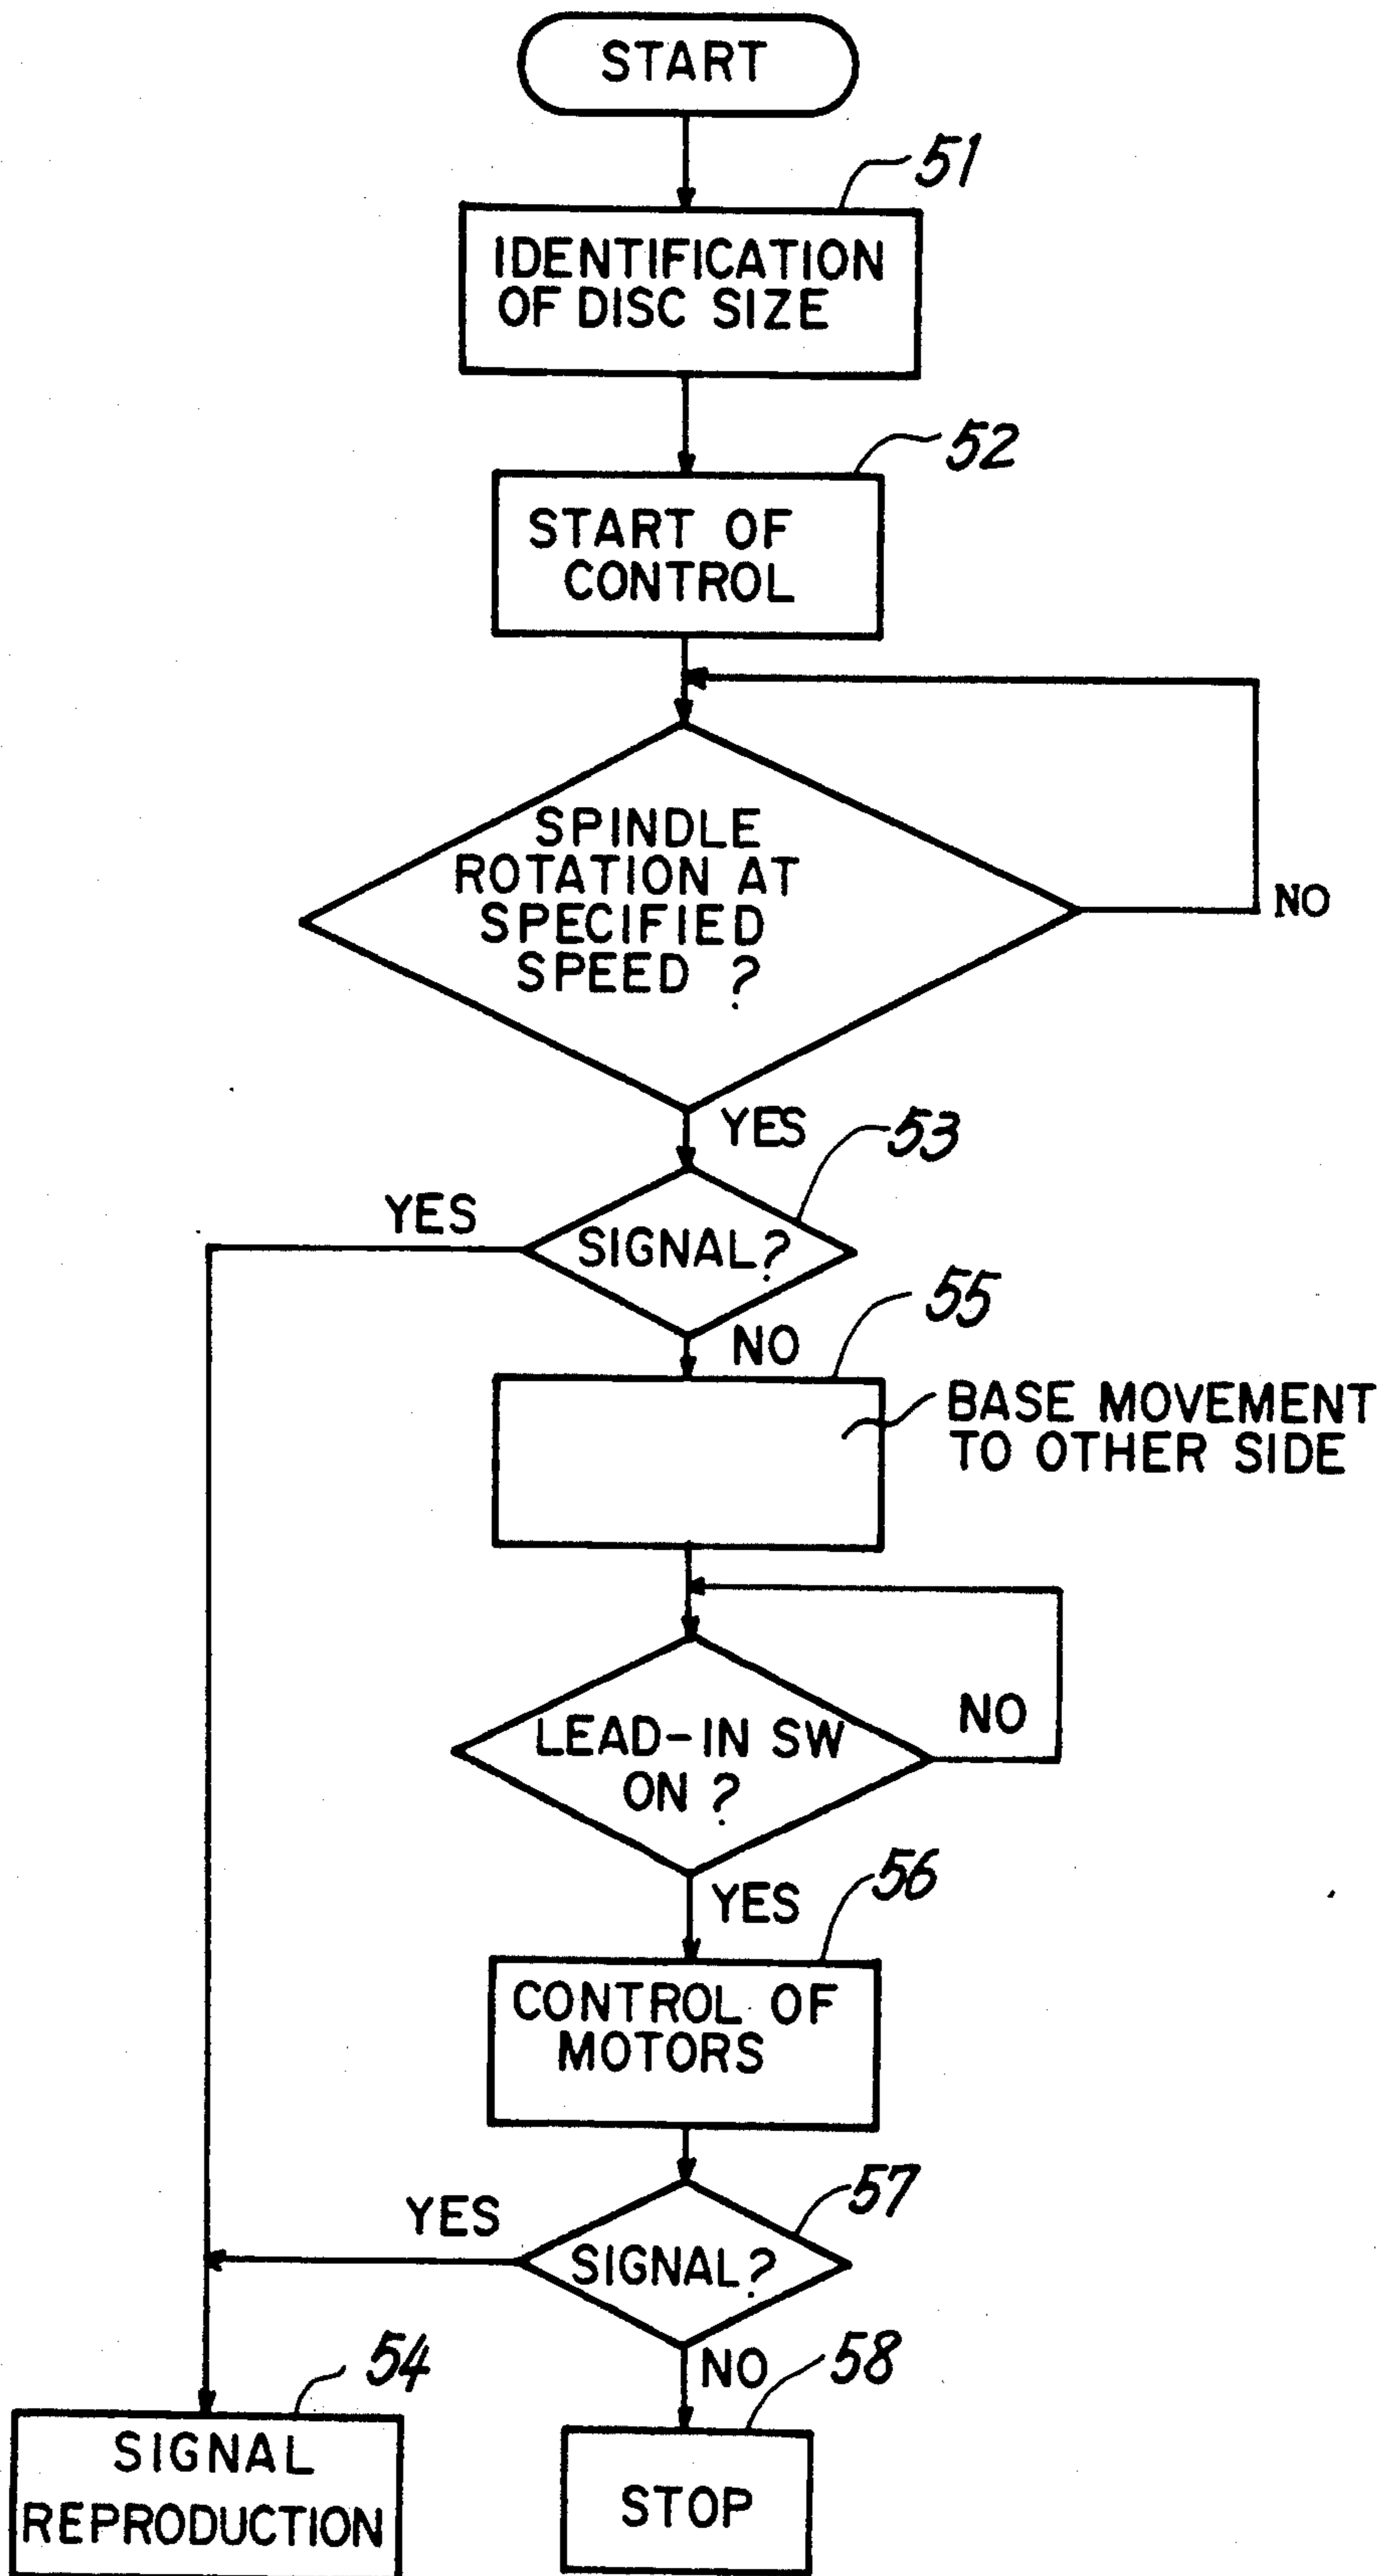 START
51
IDENTIFICATION
OF DISC SIZE
52
START OF
CONTROL
SPINDLE
ROTATION AT
SPECIFIED
SPEED ?
NO
YES
53
YES
SIGNAL?
55
NO
BASE MOVEMENT
TO OTHER SIDE
LEAD-IN SW
ON ?
NO
YES
56
CONTROL OF
MOTORS
57
YES
SIGNAL?
54
NO
58
SIGNAL
REPRODUCTION
STOP